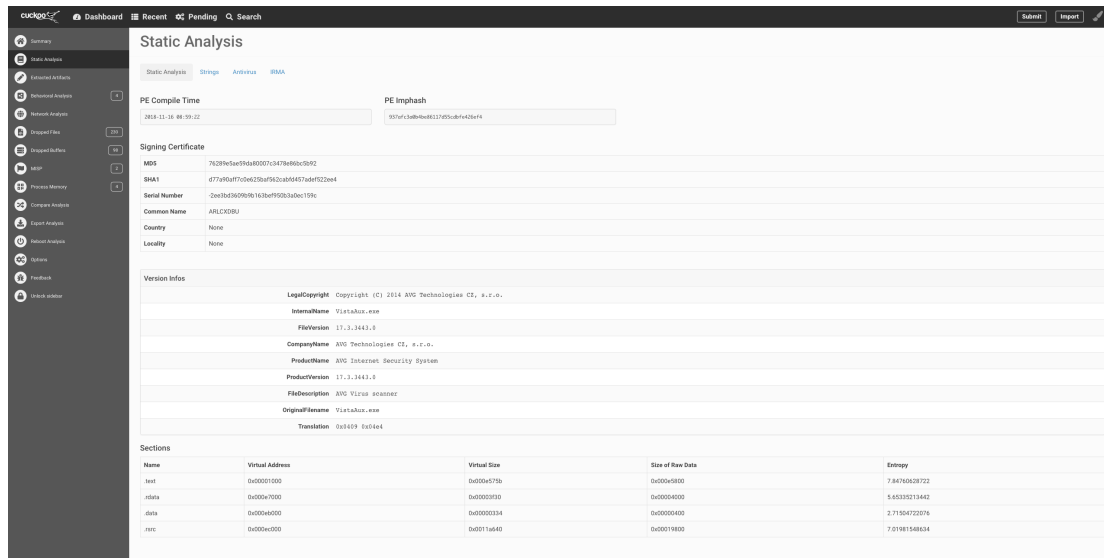 cuckoo Dashboard Recent Pending Search Submit Import
Summary
Static Analysis
Extracted Artifacts
Behavioral Analysis 4
Network Analysis
Dropped Files 250
Dropped Buffers 98
MISP 2
Process Memory 4
Compare Analysis
Export Analysis
Reboot Analysis
Options
Feedback
Unlock sidebar
Static Analysis
Static Analysis Strings Antivirus IRMA
PE Compile Time
2018-11-16 06:59:22
PE Imphash
Signing Certificate
MD5 76289e5ae59da80007c3478e86bc5b92
SHA1 d77a90aff7c0e625baf562cabfd457adef522ee4
Serial Number -2ee3bd3609b9b163bef950b3a0ec159c
Common Name ARLCXDBU
Country None
Locality None
Version Infos
LegalCopyright Copyright (C) 2014 AVG Technologies CZ, s.r.o.
InternalName VistaAux.exe
FileVersion 17.3.3443.0
CompanyName AVG Technologies CZ, s.r.o.
ProductName AVG Internet Security System
ProductVersion 17.3.3443.0
FileDescription AVG Virus scanner
OriginalFilename VistaAux.exe
Translation 0x0409 0x04e4
Sections
Name Virtual Address Virtual Size Size of Raw Data Entropy
.text 0x00001000 0x000e575b 0x000e5800 7.84760628722
.rdata 0x000e7000 0x00003f30 0x00004000 5.65335213442
.data 0x000eb000 0x00000334 0x00000400 2.71504722076
.rsrc 0x000ec000 0x0011a640 0x00019800 7.01981548634